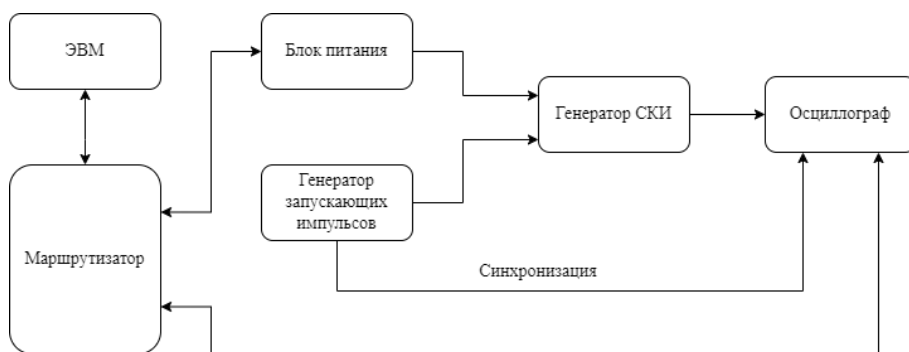 ЭВМ
Блок питания
Генератор СКИ
Осциллограф
Генератор
запускающих
импульсов
Маршрутизатор
Синхронизация